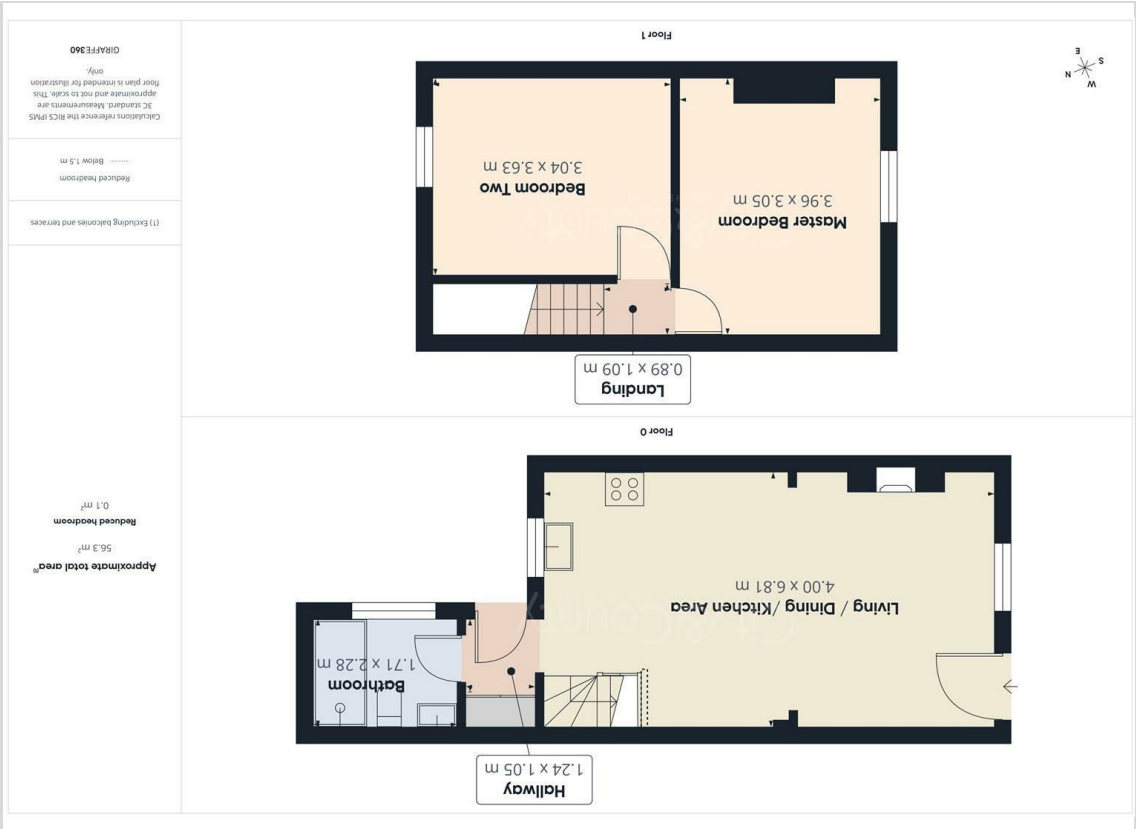 Hallway
1.24 x 1.05 m
Bathroom
1.71 x 2.28 m
Living / Dining / Kitchen Area
4.00 x 6.81 m
City&County
Floor 0
Landing
0.89 x 1.09 m
Master Bedroom
3.96 x 3.05 m
Bedroom Two
3.04 x 3.63 m
W
S
N
E
Floor 1
Approximate total area(1)
56.3 m²
Reduced headroom
0.1 m²
(1) Excluding balconies and terraces
Reduced headroom
........ Below 1.5 m
Calculations reference the RICS IPMS
3C standard. Measurements are
approximate and not to scale. This
floor plan is intended for illustration
only.
GIRAFFE360